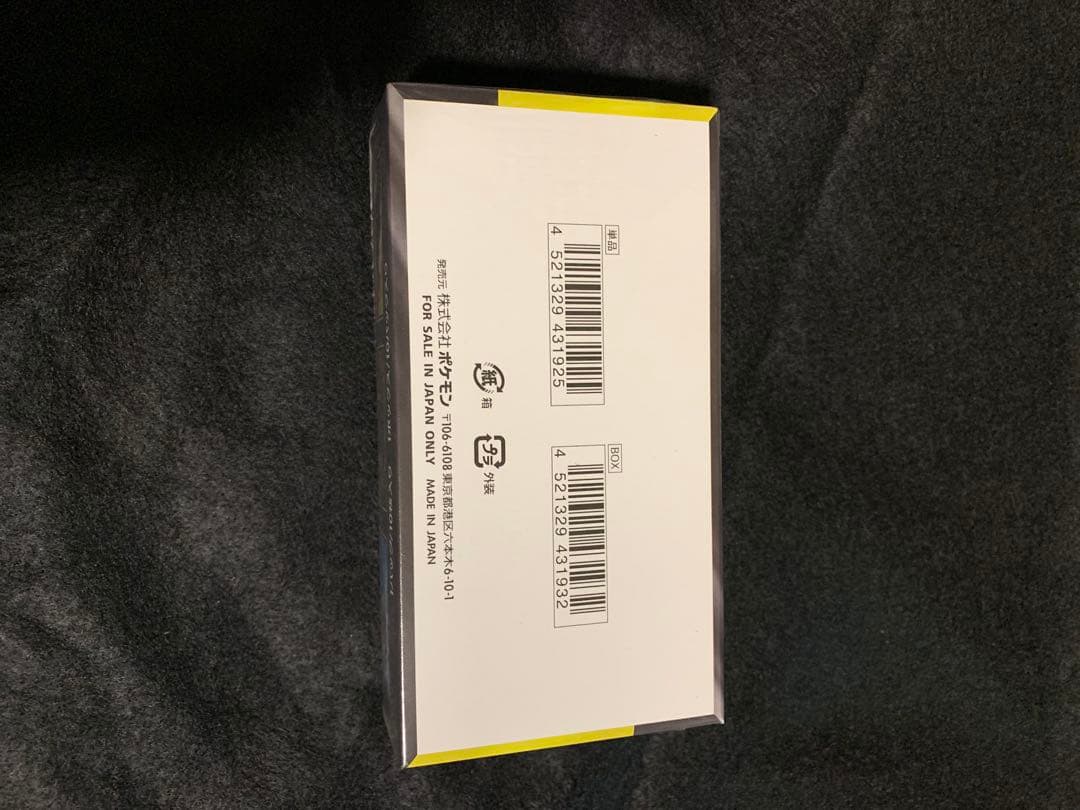 単品
4 521329 431925
BOX
4 521329 431932
紙 箱
プラ 外装
発売元 株式会社 ポケモン 〒106-6108 東京都港区六本木6-10-1
FOR SALE IN JAPAN ONLY MADE IN JAPAN